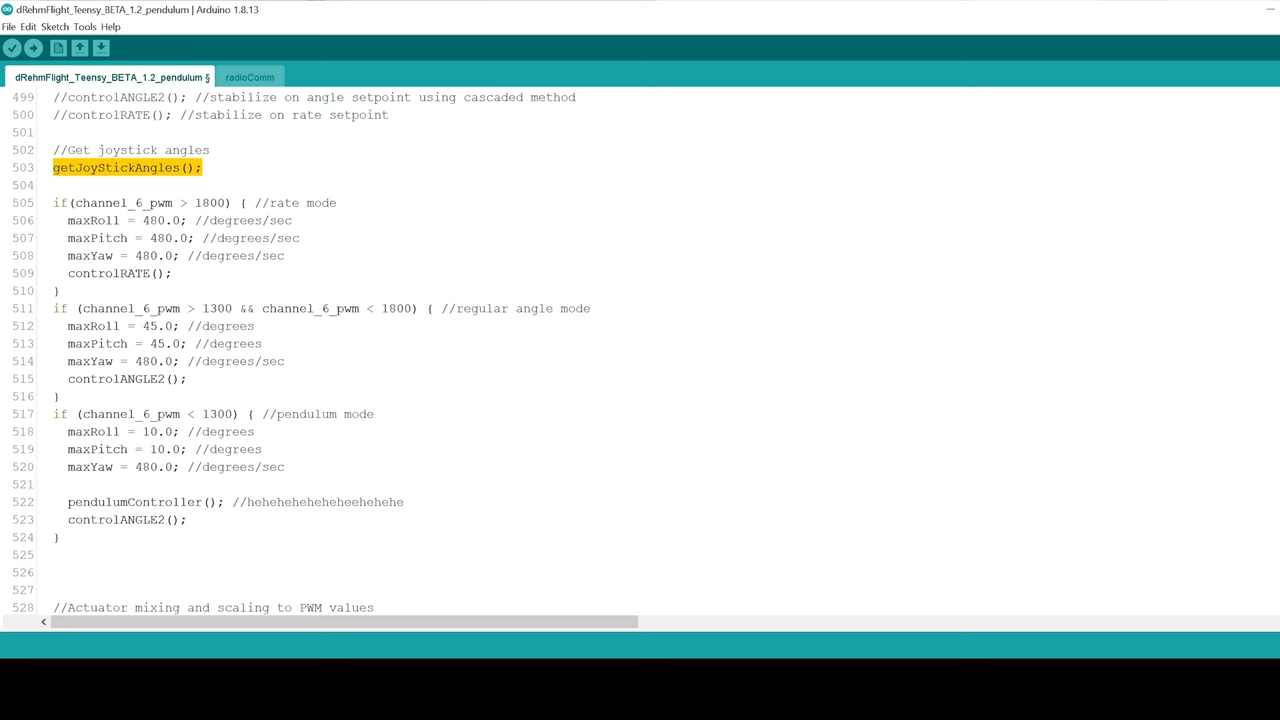 dRehmFlight_Teensy_BETA_1.2_pendulum | Arduino 1.8.13
File Edit Sketch Tools Help
dRehmFlight_Teensy_BETA_1.2_pendulum § radioComm
499 //controlANGLE2(); //stabilize on angle setpoint using cascaded method
500 //controlRATE(); //stabilize on rate setpoint
501
502 //Get joystick angles
503 getJoyStickAngles();
504
505 if(channel_6_pwm > 1800) { //rate mode
506 maxRoll = 480.0; //degrees/sec
507 maxPitch = 480.0; //degrees/sec
508 maxYaw = 480.0; //degrees/sec
509 controlRATE();
510 }
511 if (channel_6_pwm > 1300 && channel_6_pwm < 1800) { //regular angle mode
512 maxRoll = 45.0; //degrees
513 maxPitch = 45.0; //degrees
514 maxYaw = 480.0; //degrees/sec
515 controlANGLE2();
516 }
517 if (channel_6_pwm < 1300) { //pendulum mode
518 maxRoll = 10.0; //degrees
519 maxPitch = 10.0; //degrees
520 maxYaw = 480.0; //degrees/sec
521
522 pendulumController(); //heheheheheheheehehehe
523 controlANGLE2();
524 }
525
526
527
528 //Actuator mixing and scaling to PWM values